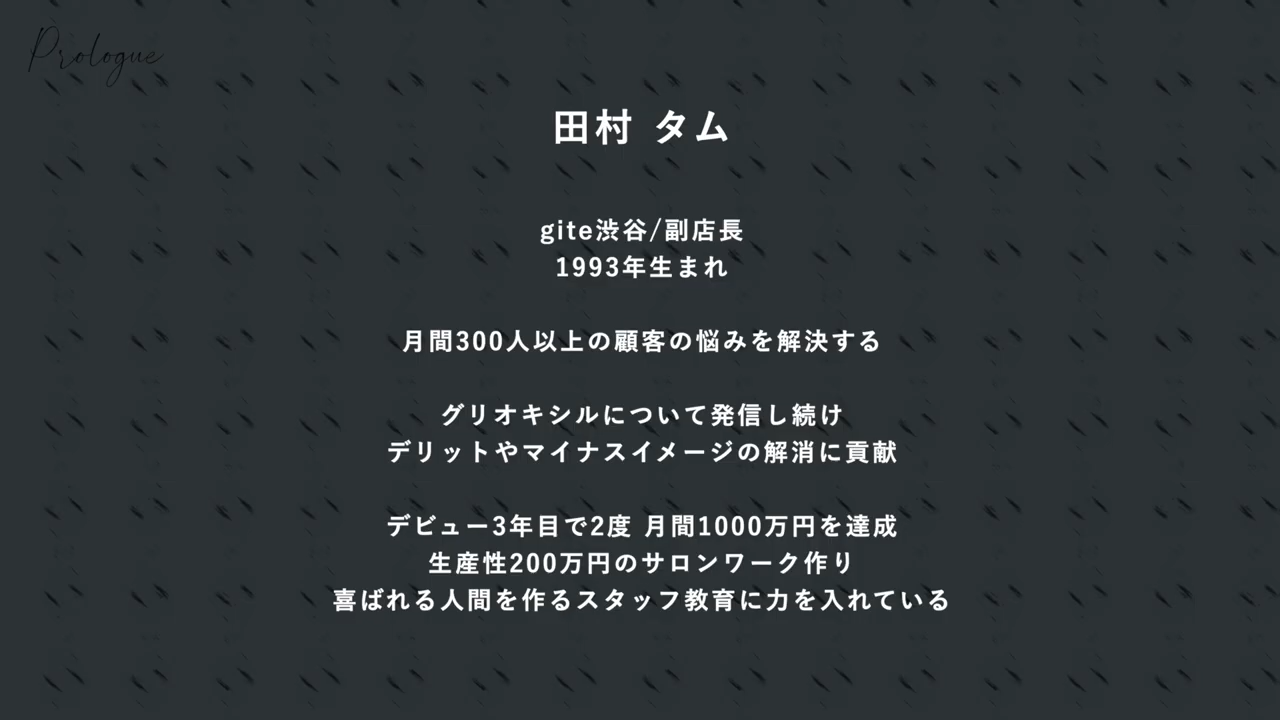 Prologue
田村 タム
gite渋谷/副店長
1993年生まれ
月間300人以上の顧客の悩みを解決する
グリオキシルについて発信し続け
デリットやマイナスイメージの解消に貢献
デビュー3年目で2度 月間1000万円を達成
生産性200万円のサロンワーク作り
喜ばれる人間を作るスタッフ教育に力を入れている